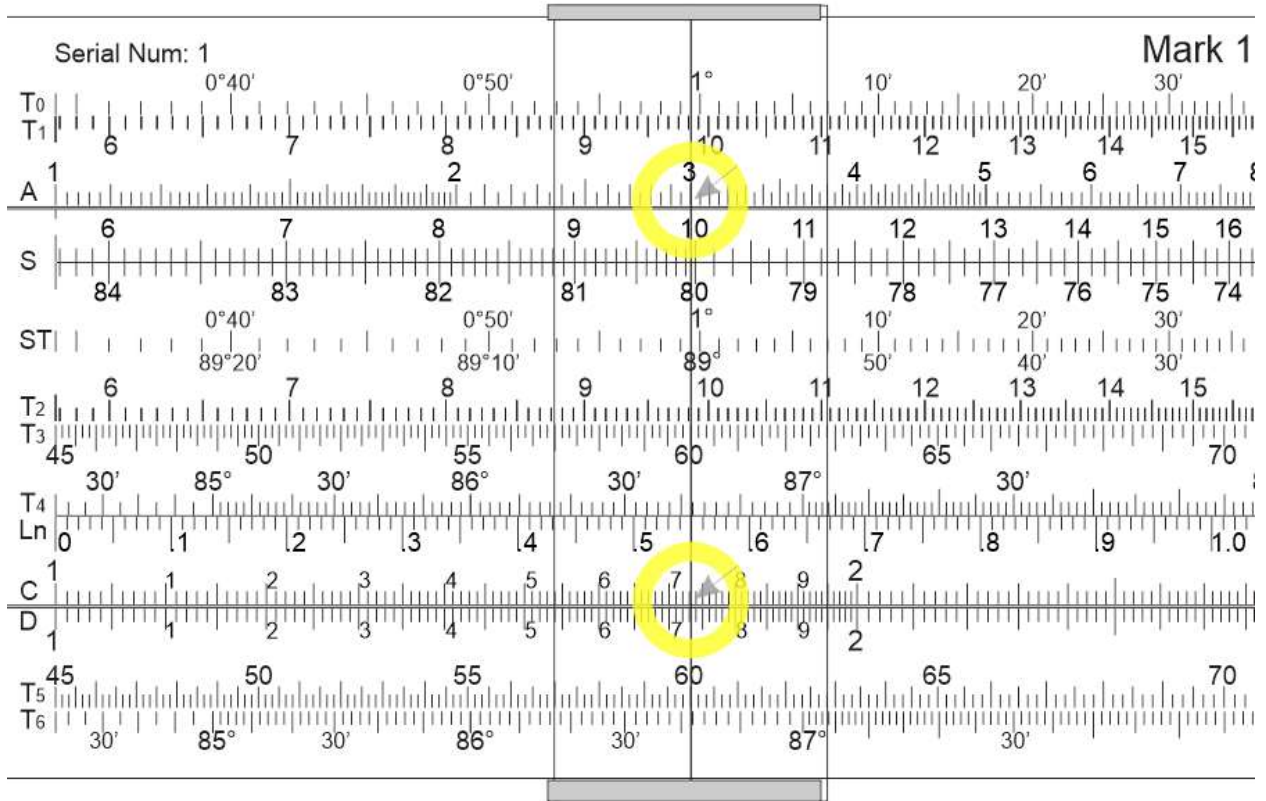 Serial Num: 1 Mark 1
0°40' 0°50' 1° 10' 20' 30'
T0
T1
6 7 8 9 10 11 12 13 14 15
1 2 3 4 5 6 7
A
6 7 8 9 10 11 12 13 14 15 16
S
84 83 82 81 80 79 78 77 76 75 74
0°40' 0°50' 1° 10' 20' 30'
ST
89°20' 89°10' 89° 50' 40' 30'
6 7 8 9 10 11 12 13 14 15
T2
T3
45 50 55 60 65 70
30' 85° 30' 86° 30' 87° 30'
T4
Ln 0 .1 .2 .3 .4 .5 .6 .7 .8 .9 1.0
1 1 2 3 4 5 6 7 8 9 2
C
D
1 1 2 3 4 5 6 7 8 9 2
45 50 55 60 65 70
T5
T6
30' 85° 30' 86° 30' 87° 30'